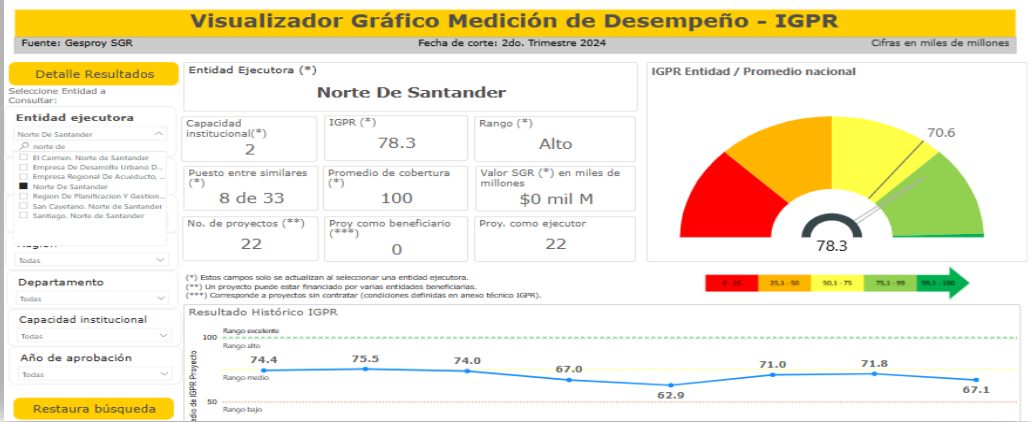 Visualizador Gráfico Medición de Desempeño - IGPR
Fuente: Gesproy SGR
Fecha de corte: 2do. Trimestre 2024
Cifras en miles de millones
Detalle Resultados
Seleccione Entidad a
Consultar:
Entidad ejecutora
Norte De Santander
norte de
El Carmen. Norte de Santander
Empresa De Desarrollo Urbano D...
Empresa Regional De Acueducto, ...
Norte De Santander
Region De Planificacion Y Gestion...
San Cayetano. Norte de Santander
Santiago. Norte de Santander
Todas
Departamento
Todas
Capacidad institucional
Todas
Año de aprobación
Todas
Restaura búsqueda
Entidad Ejecutora (*)
Norte De Santander
Capacidad
institucional(*)
2
IGPR (*)
78.3
Rango (*)
Alto
Puesto entre similares
(*)
8 de 33
Promedio de cobertura
(*)
100
Valor SGR (*) en miles de
millones
$0 mil M
No. de proyectos (**)
22
Proy como beneficiario
(***)
0
Proy. como ejecutor
22
IGPR Entidad / Promedio nacional
70.6
78.3
(*) Estos campos solo se actualizan al seleccionar una entidad ejecutora.
(**) Un proyecto puede estar financiado por varias entidades beneficiarias.
(***) Corresponde a proyectos sin contratar (condiciones definidas en anexo técnico IGPR).
0 - 25
25,1 - 50
50,1 - 75
75,1 - 99
99,1 - 100
Resultado Histórico IGPR
100
Rango excelente
Rango alto
74.4
75.5
74.0
67.0
62.9
71.0
71.8
67.1
Rango medio
50
Rango bajo
de IGPR Proyecto